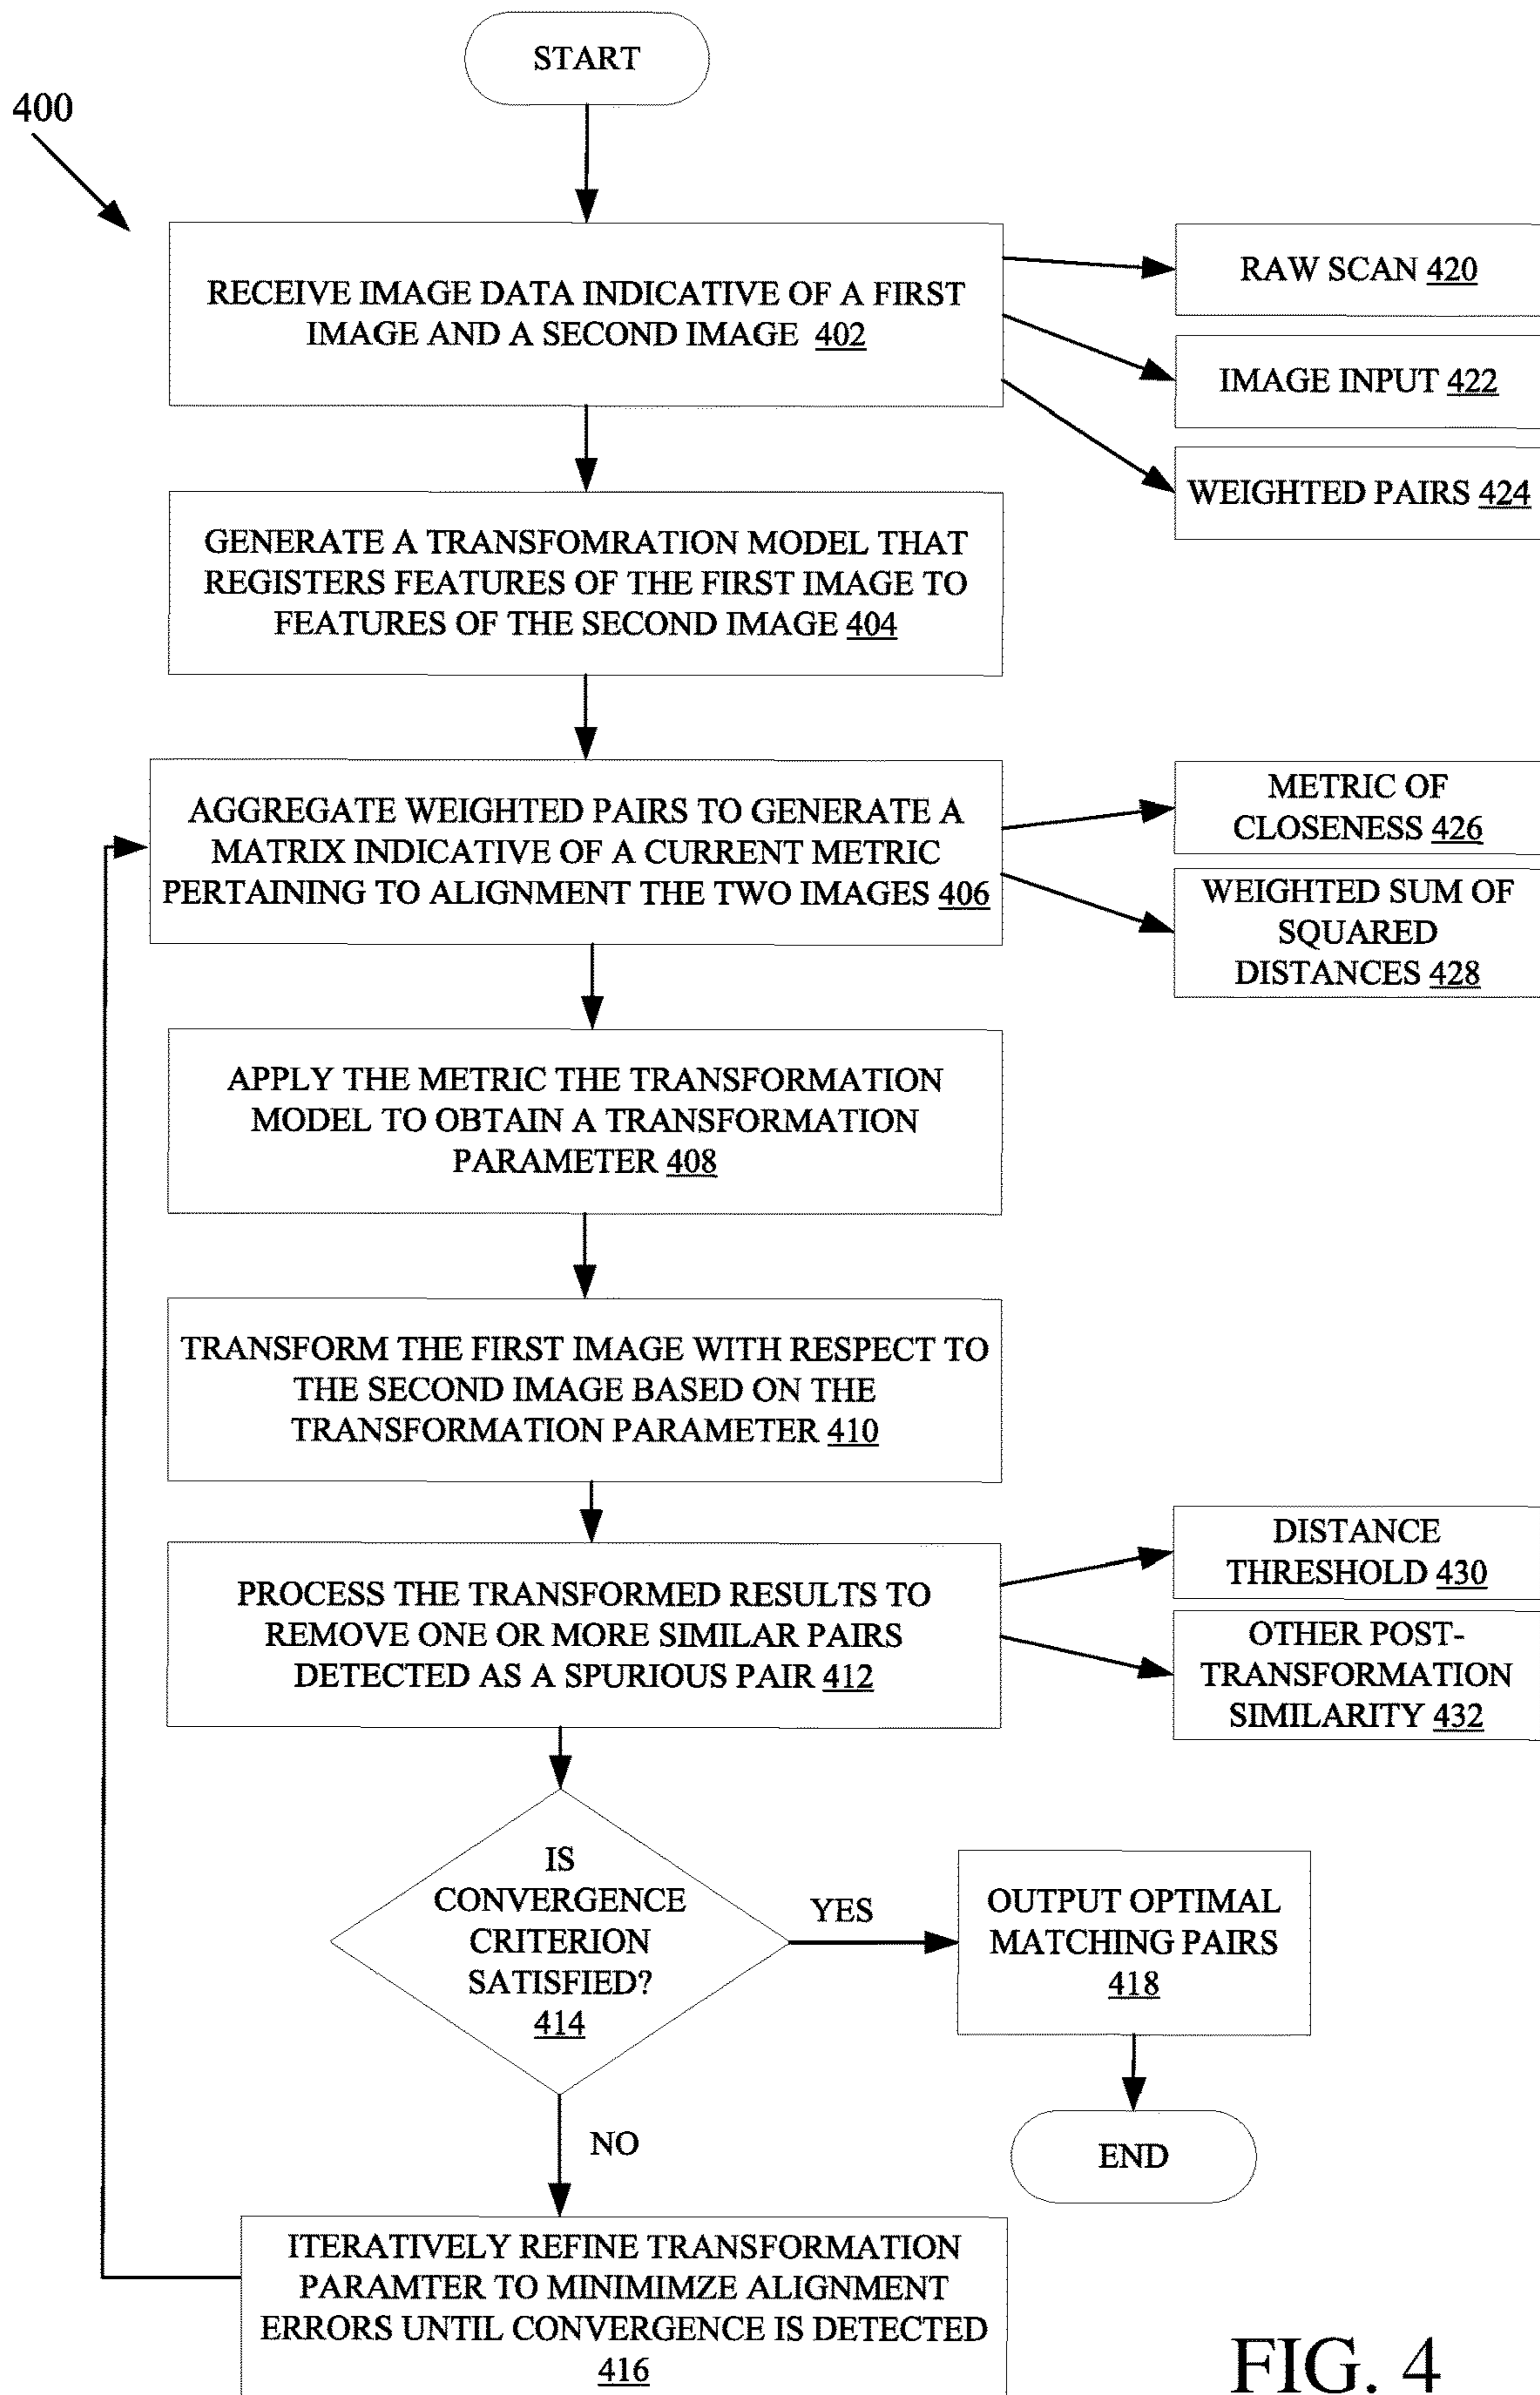 START
400
RECEIVE IMAGE DATA INDICATIVE OF A FIRST
IMAGE AND A SECOND IMAGE 402
RAW SCAN 420
IMAGE INPUT 422
WEIGHTED PAIRS 424
GENERATE A TRANSFOMRATION MODEL THAT
REGISTERS FEATURES OF THE FIRST IMAGE TO
FEATURES OF THE SECOND IMAGE 404
AGGREGATE WEIGHTED PAIRS TO GENERATE A
MATRIX INDICATIVE OF A CURRENT METRIC
PERTAINING TO ALIGNMENT THE TWO IMAGES 406
METRIC OF
CLOSENESS 426
WEIGHTED SUM OF
SQUARED
DISTANCES 428
APPLY THE METRIC THE TRANSFORMATION
MODEL TO OBTAIN A TRANSFORMATION
PARAMETER 408
TRANSFORM THE FIRST IMAGE WITH RESPECT TO
THE SECOND IMAGE BASED ON THE
TRANSFORMATION PARAMETER 410
PROCESS THE TRANSFORMED RESULTS TO
REMOVE ONE OR MORE SIMILAR PAIRS
DETECTED AS A SPURIOUS PAIR 412
DISTANCE
THRESHOLD 430
OTHER POST-
TRANSFORMATION
SIMILARITY 432
IS
CONVERGENCE
CRITERION
SATISFIED?
414
YES
OUTPUT OPTIMAL
MATCHING PAIRS
418
END
NO
ITERATIVELY REFINE TRANSFORMATION
PARAMTER TO MINIMIMZE ALIGNMENT
ERRORS UNTIL CONVERGENCE IS DETECTED
416
FIG. 4